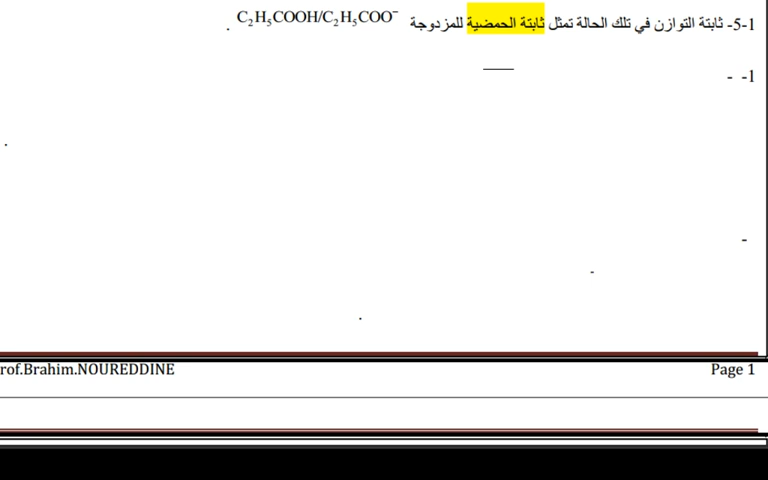 1-5- ثابتة التوازن في تلك الحالة تمثل ثابتة الحمضية للمزدوجة C₂H₅COOH/C₂H₅COO⁻ .
1- -
rof.Brahim.NOUREDDINE Page 1